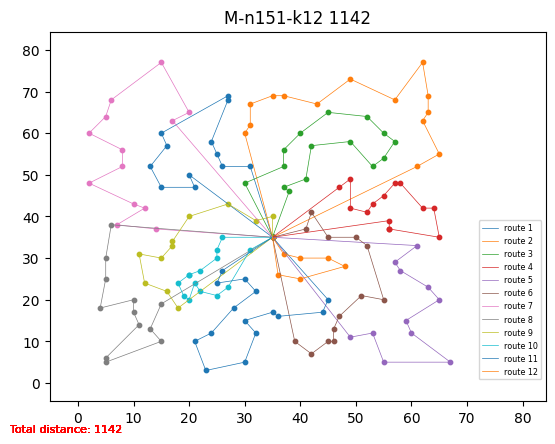 M-n151-k12 1142
80
70
60
50
40
30
20
10
0
0 10 20 30 40 50 60 70 80
route 1
route 2
route 3
route 4
route 5
route 6
route 7
route 8
route 9
route 10
route 11
route 12
Total distance: 1142